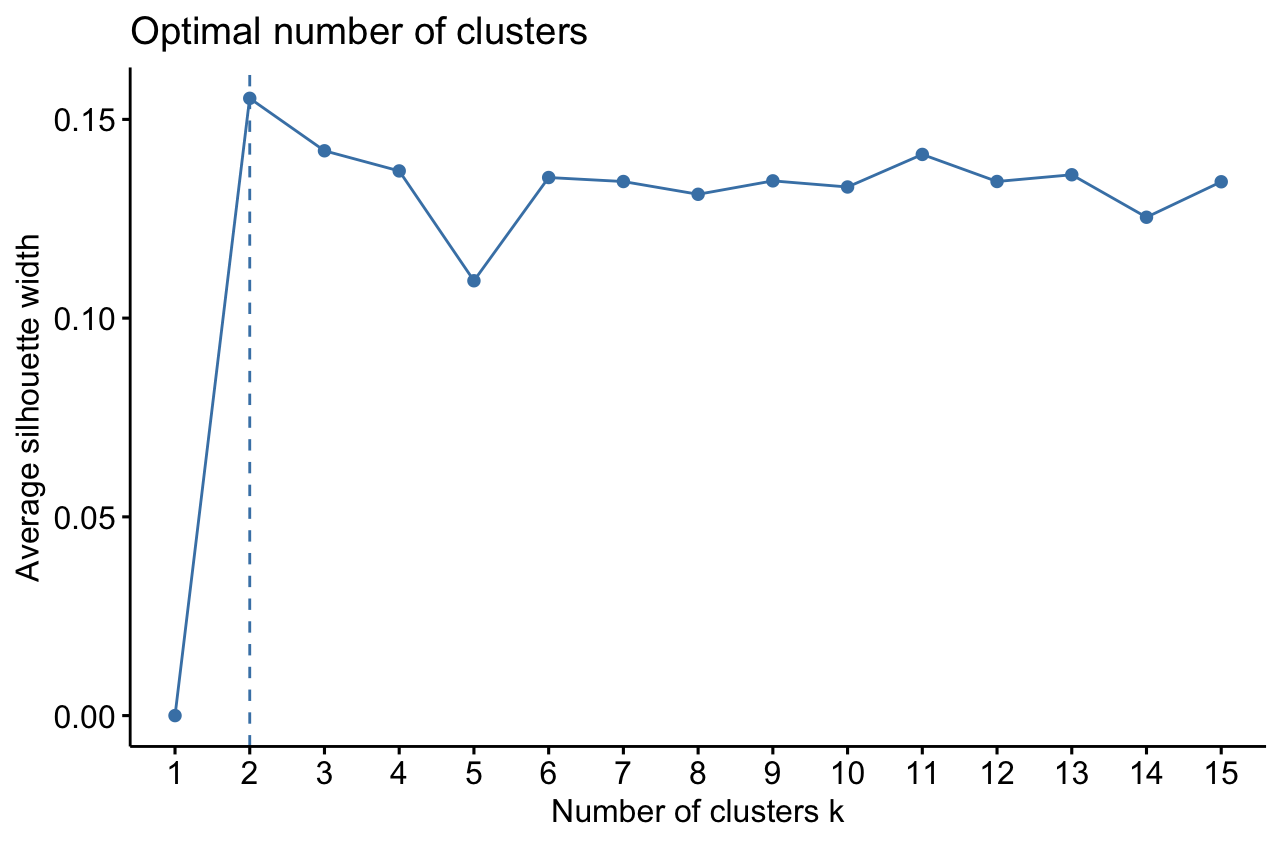 Optimal number of clusters
Average silhouette width
0.15
0.10
0.05
0.00
1 2 3 4 5 6 7 8 9 10 11 12 13 14 15
Number of clusters k